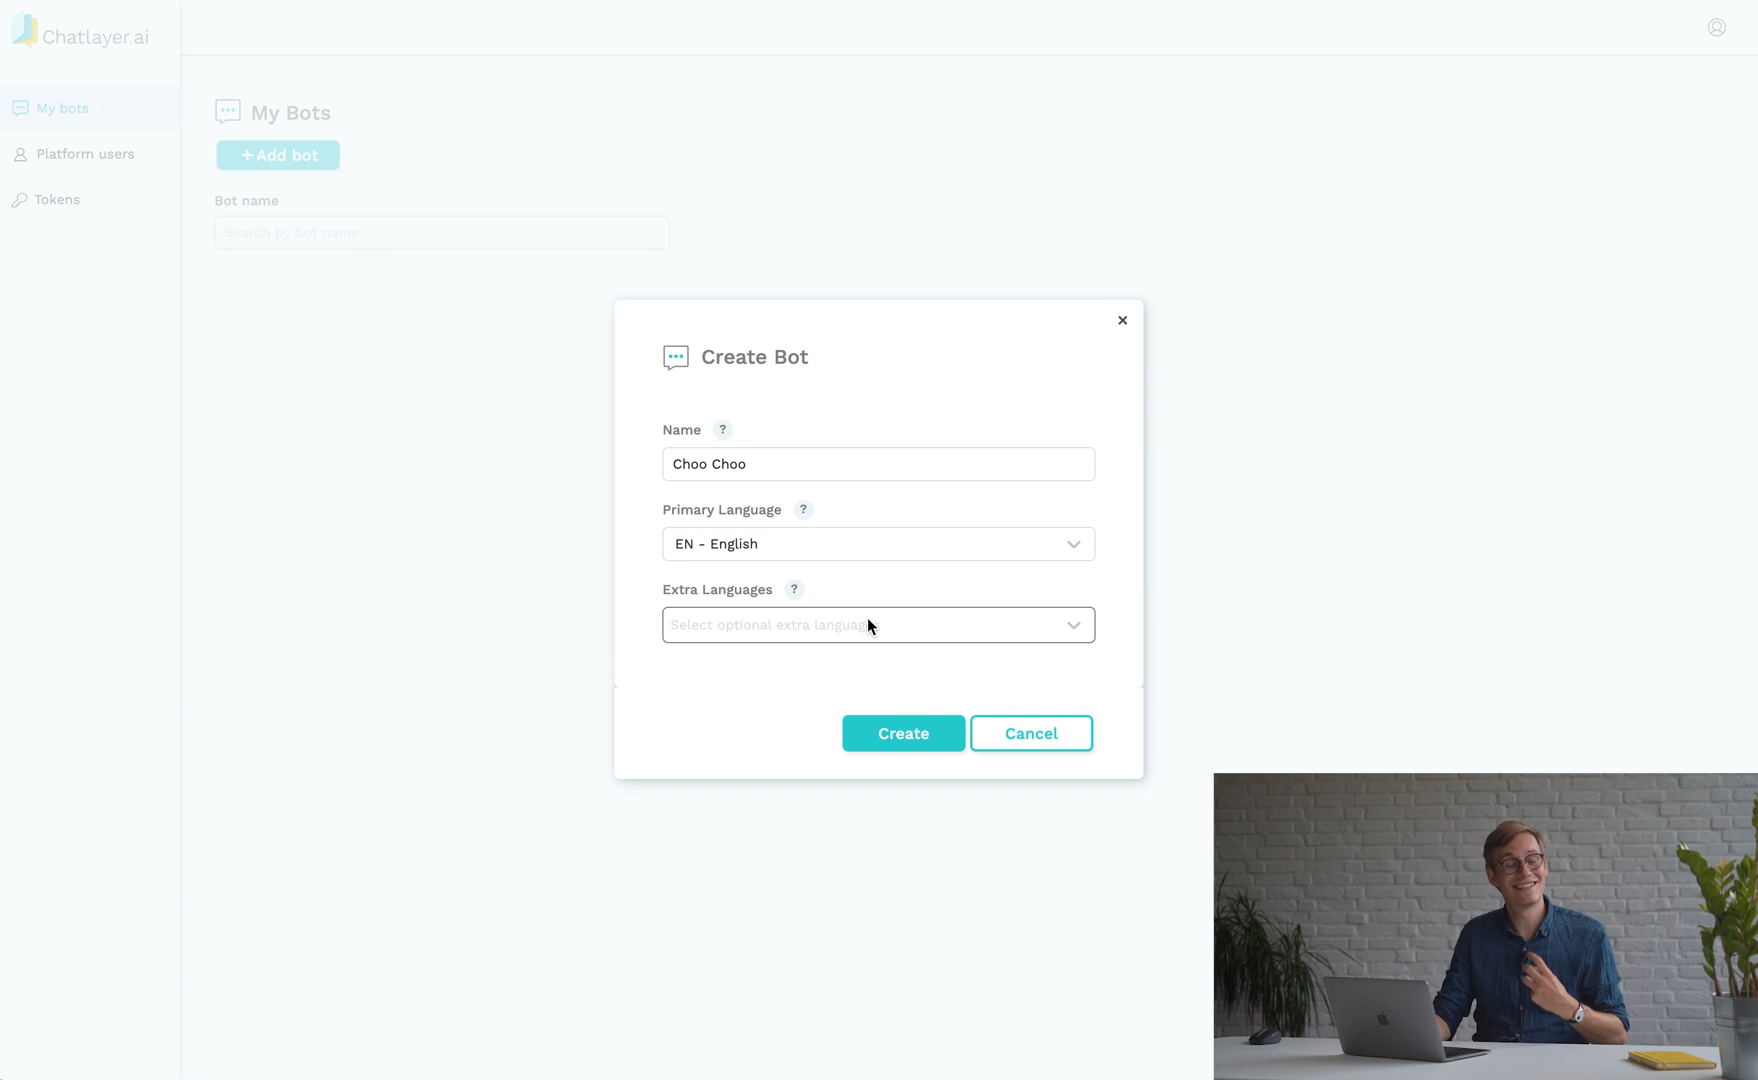 Chatlayer.ai
My bots
Platform users
Tokens
My Bots
+ Add bot
Bot name
Search by bot name
Create Bot
Name ?
Choo Choo
Primary Language ?
EN - English
Extra Languages ?
Select optional extra languag
Create
Cancel